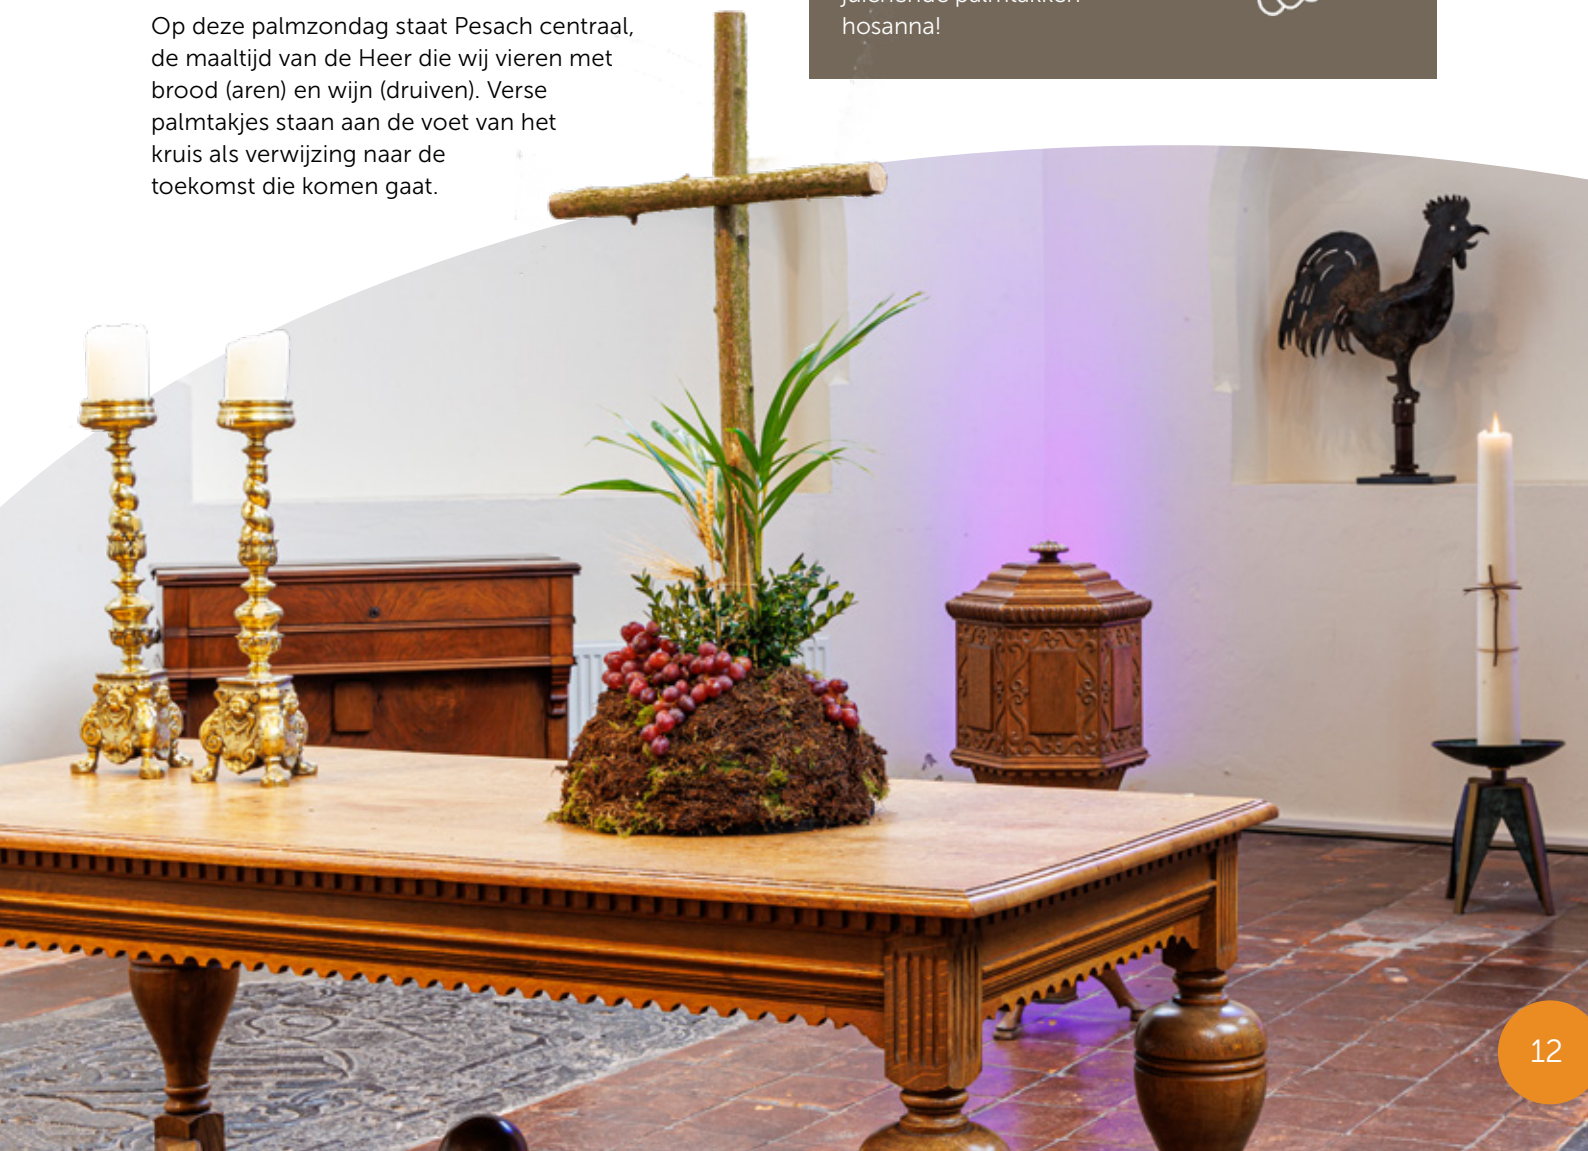 Op deze palmzondag staat Pesach centraal,
de maaltijd van de Heer die wij vieren met
brood (aren) en wijn (druiven). Verse
palmtakjes staan aan de voet van het
kruis als verwijzing naar de
toekomst die komen gaat.
juichende palmtakken
hosanna!
12